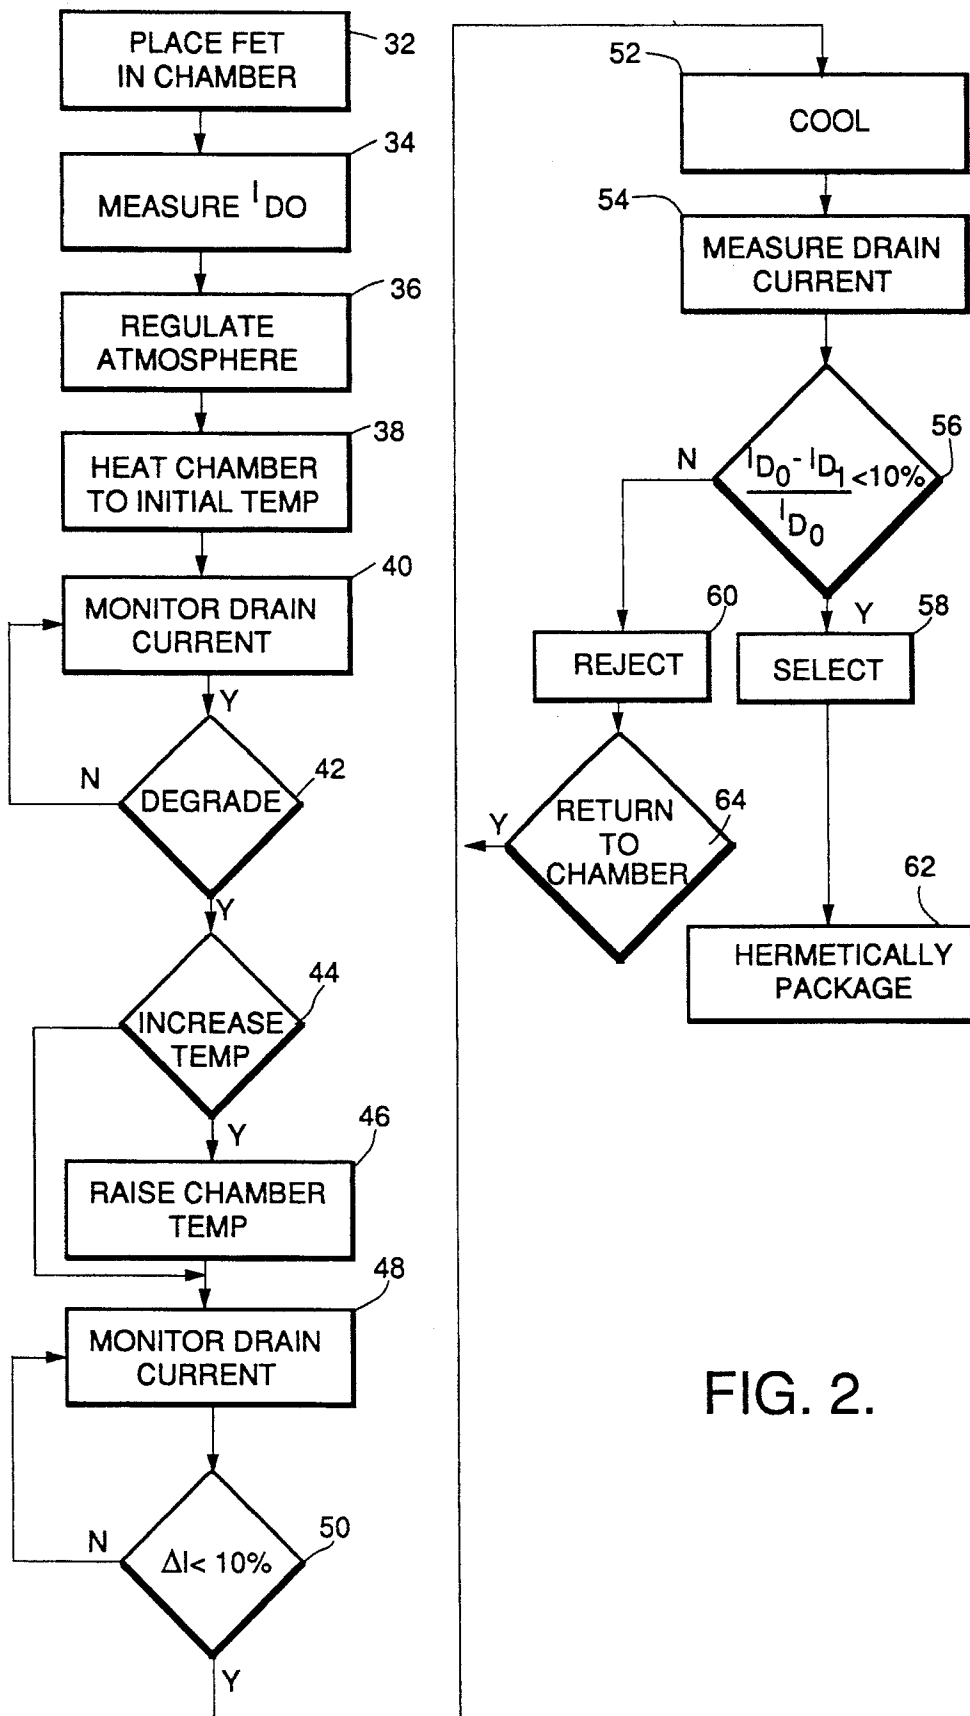 PLACE FET
IN CHAMBER
32
MEASURE IDO
34
REGULATE
ATMOSPHERE
36
HEAT CHAMBER
TO INITIAL TEMP
38
MONITOR DRAIN
CURRENT
40
Y
DEGRADE
42
N
Y
INCREASE
TEMP
44
Y
RAISE CHAMBER
TEMP
46
MONITOR DRAIN
CURRENT
48
ΔI< 10%
50
N
Y
COOL
52
MEASURE DRAIN
CURRENT
54
ID0 - ID1 <10%
ID0
56
N
Y
REJECT
60
SELECT
58
RETURN
TO
CHAMBER
64
Y
HERMETICALLY
PACKAGE
62
FIG. 2.